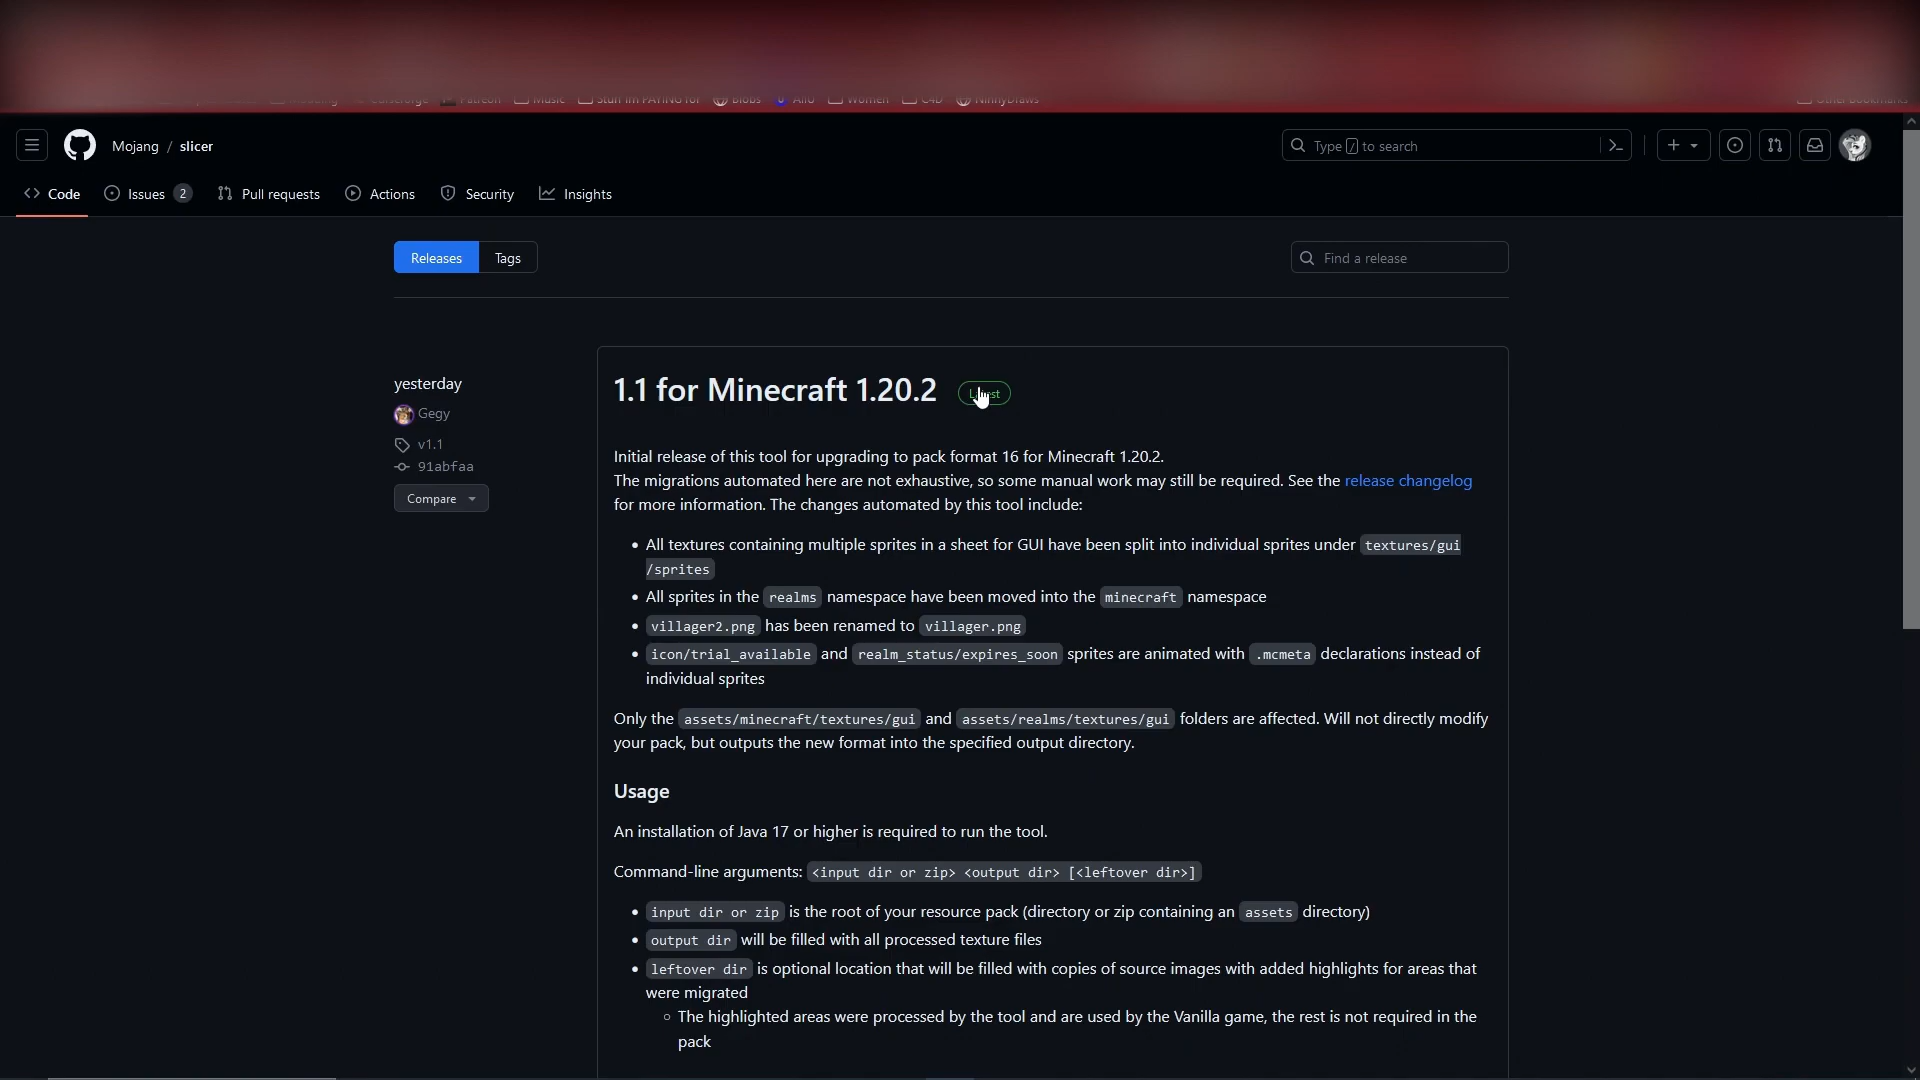 Patreon Music Stuff Im PAYING for Blobs Women C4D NinnyDraws Other Bookmarks
Mojang / slicer
Type / to search
Code Issues 2 Pull requests Actions Security Insights
Releases Tags
Find a release
yesterday
Gegy
v1.1
91abfaa
Compare
1.1 for Minecraft 1.20.2
Initial release of this tool for upgrading to pack format 16 for Minecraft 1.20.2.
The migrations automated here are not exhaustive, so some manual work may still be required. See the release changelog
for more information. The changes automated by this tool include:
• All textures containing multiple sprites in a sheet for GUI have been split into individual sprites under textures/gui
/sprites
• All sprites in the realms namespace have been moved into the minecraft namespace
• villager2.png has been renamed to villager.png
• icon/trial_available and realm_status/expires_soon sprites are animated with .mcmeta declarations instead of
individual sprites
Only the assets/minecraft/textures/gui and assets/realms/textures/gui folders are affected. Will not directly modify
your pack, but outputs the new format into the specified output directory.
Usage
An installation of Java 17 or higher is required to run the tool.
Command-line arguments: <input dir or zip> <output dir> [<leftover dir>]
• input dir or zip is the root of your resource pack (directory or zip containing an assets directory)
• output dir will be filled with all processed texture files
• leftover dir is optional location that will be filled with copies of source images with added highlights for areas that
were migrated
◦ The highlighted areas were processed by the tool and are used by the Vanilla game, the rest is not required in the
pack